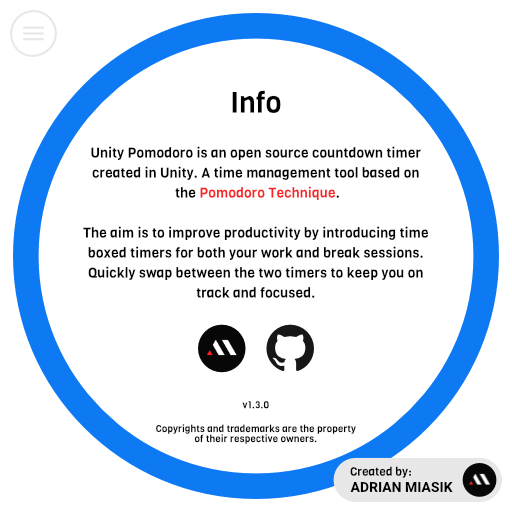 Info
Unity Pomodoro is an open source countdown timer
created in Unity. A time management tool based on
the Pomodoro Technique.
The aim is to improve productivity by introducing time
boxed timers for both your work and break sessions.
Quickly swap between the two timers to keep you on
track and focused.
v1.3.0
Copyrights and trademarks are the property
of their respective owners.
Created by:
ADRIAN MIASIK